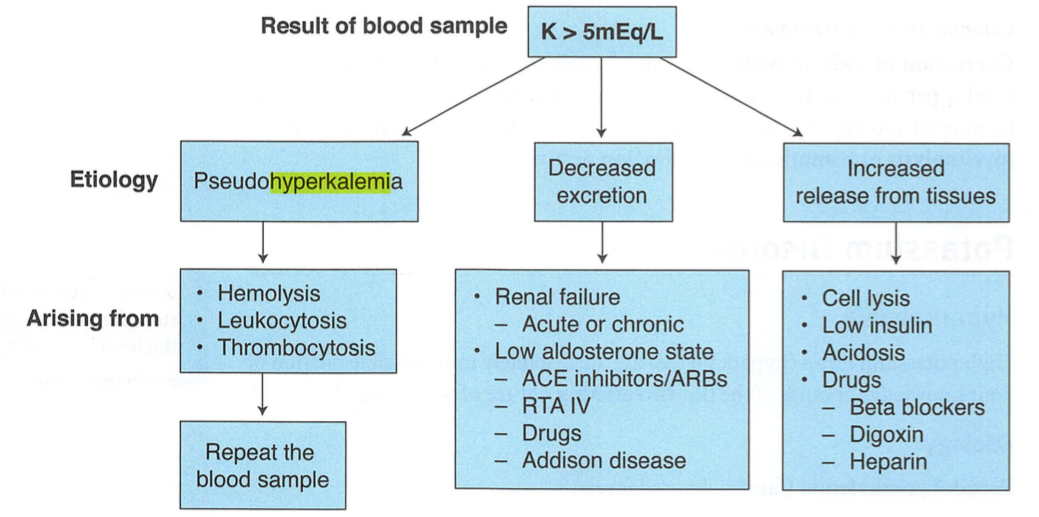 Result of blood sample
K > 5mEq/L
Etiology
Pseudohyperkalemia
Decreased
excretion
Increased
release from tissues
Arising from
• Hemolysis
• Leukocytosis
• Thrombocytosis
• Renal failure
– Acute or chronic
• Low aldosterone state
– ACE inhibitors/ARBs
– RTA IV
– Drugs
– Addison disease
• Cell lysis
• Low insulin
• Acidosis
• Drugs
– Beta blockers
– Digoxin
– Heparin
Repeat the
blood sample